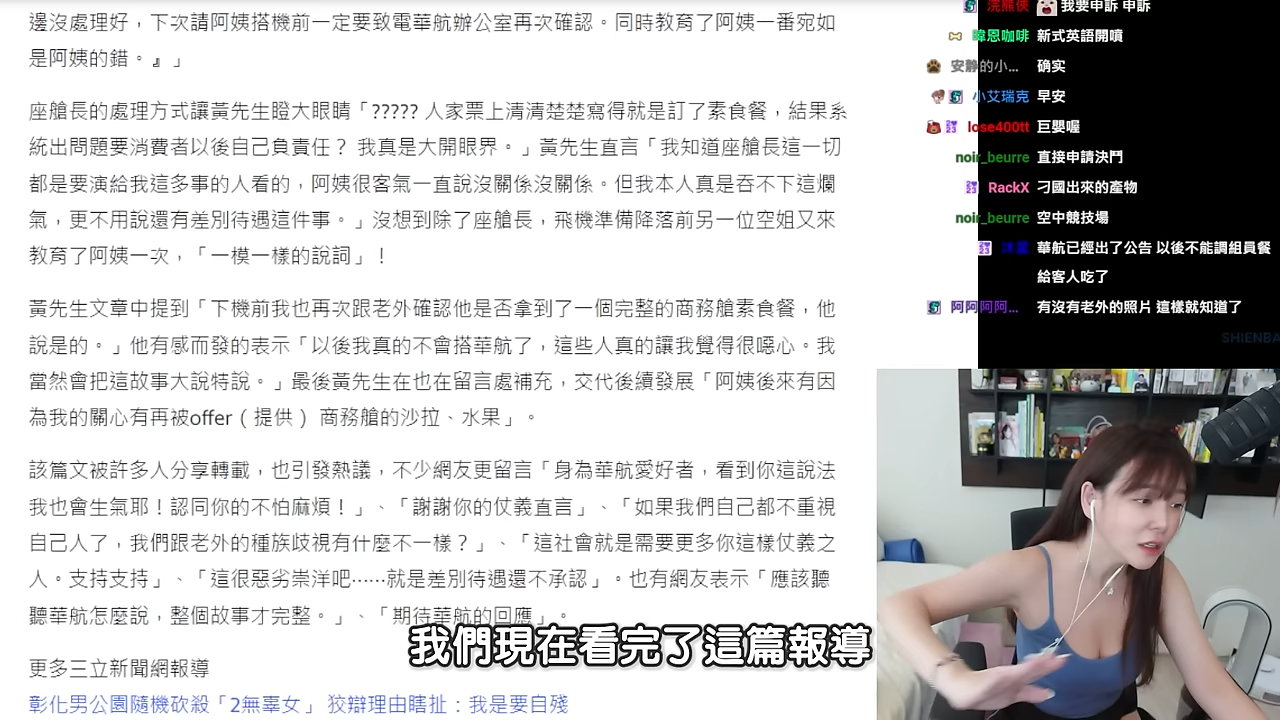 邊沒處理好，下次請阿姨搭機前一定要致電華航辦公室再次確認。同時教育了阿姨一番宛如
是阿姨的錯。』」
座艙長的處理方式讓黃先生瞪大眼睛「????? 人家票上清清楚楚寫得就是訂了素食餐，結果系
統出問題要消費者以後自己負責任？ 我真是大開眼界。」黃先生直言「我知道座艙長這一切
都是要演給我這多事的人看的，阿姨很客氣一直說沒關係沒關係。但我本人真是吞不下這爛
氣，更不用說還有差別待遇這件事。」沒想到除了座艙長，飛機準備降落前另一位空姐又來
教育了阿姨一次，「一模一樣的說詞」！
黃先生文章中提到「下機前我也再次跟老外確認他是否拿到了一個完整的商務艙素食餐，他
說是的。」他有感而發的表示「以後我真的不會搭華航了，這些人真的讓我覺得很噁心。我
當然會把這故事大說特說。」最後黃先生在也在留言處補充，交代後續發展「阿姨後來有因
為我的關心有再被offer（提供） 商務艙的沙拉、水果」。
該篇文被許多人分享轉載，也引發熱議，不少網友更留言「身為華航愛好者，看到你這說法
我也會生氣耶！認同你的不怕麻煩！」、「謝謝你的仗義直言」、「如果我們自己都不重視
自己人了，我們跟老外的種族歧視有什麼不一樣？」、「這社會就是需要更多你這樣仗義之
人。支持支持」、「這很惡劣崇洋吧⋯⋯就是差別待遇還不承認」。也有網友表示「應該聽
聽華航怎麼說，整個故事才完整。」、「期待華航的回應」。
更多三立新聞網報導
彰化男公園隨機砍殺「2無辜女」 狡辯理由瞎扯：我是要自殘
浣熊俠 我要申訴 申訴
暐恩咖啡 新式英語開噴
安静的小... 确实
小艾瑞克 早安
lose400tt 巨嬰喔
noir_beurre 直接申請決鬥
RackX 刁國出來的產物
noir_beurre 空中競技場
華航已經出了公告 以後不能調組員餐
給客人吃了
阿阿阿阿... 有沒有老外的照片 這樣就知道了
SHIENBA
我們現在看完了這篇報導